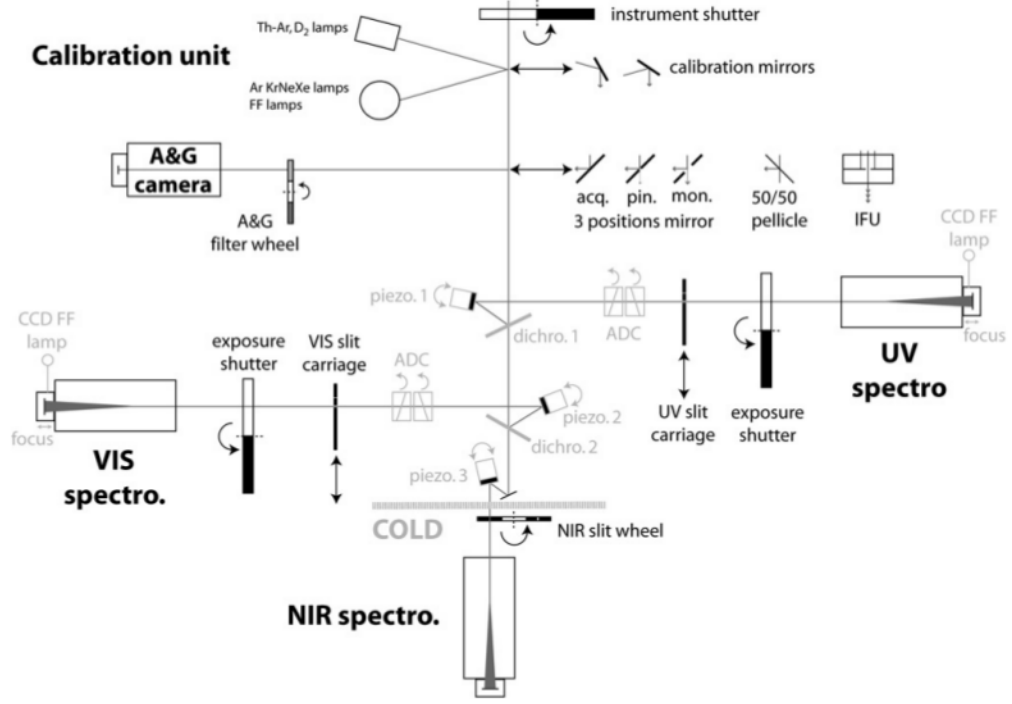 instrument shutter
Th-Ar, D2 lamps
Calibration unit
calibration mirrors
Ar KrNeXe lamps
FF lamps
A&G
camera
acq. pin. mon.
3 positions mirror
50/50
pellicle
IFU
A&G
filter wheel
CCD FF
lamp
piezo. 1
dichro. 1
ADC
focus
UV
spectro
CCD FF
lamp
exposure
shutter
VIS slit
carriage
ADC
piezo. 2
UV slit
carriage
exposure
shutter
focus
VIS
spectro.
dichro. 2
piezo. 3
COLD
NIR slit wheel
NIR spectro.